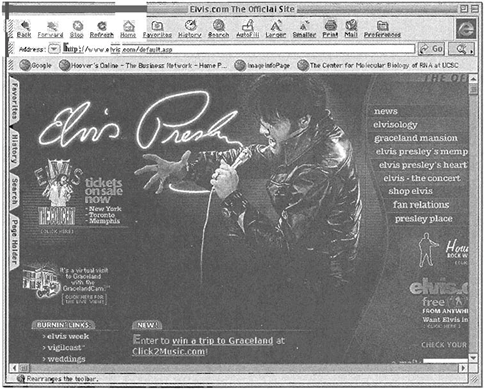 Elvis.com The Official Site
Back Forward Stop Refresh Home Favorites History Search AutoFill Larger Smaller Print Mail Preferences
Address: http://www.elvis.com/default.asp Go
Google Hoover's Online - The Business Network - Home P... ImageInfoPage The Center for Molecular Biology of RNA at UCSC
Favorites
History
Search
Page Holder
THE OF
Elvis Presley
news
elvisology
graceland mansion
elvis presley's memp
elvis presley's heart
elvis - the concert
shop elvis
fan relations
presley place
ELVIS
THE CONCERT
CLICK HERE!
tickets
on sale
now
- New York
- Toronto
- Memphis
It's a virtual visit
to Graceland
with the
GracelandCam!
CLICK HERE FOR
THE LIVE VIEW!
BURNIN' LINKS
> elvis week
> vigilcast
> weddings
NEW!
Enter to win a trip to Graceland at
Click2Music.com!
elvis.c
free
FROM ANYWHER
Want Elvis in
CLICK HERE
CHECK YOUR
Rearranges the toolbar.